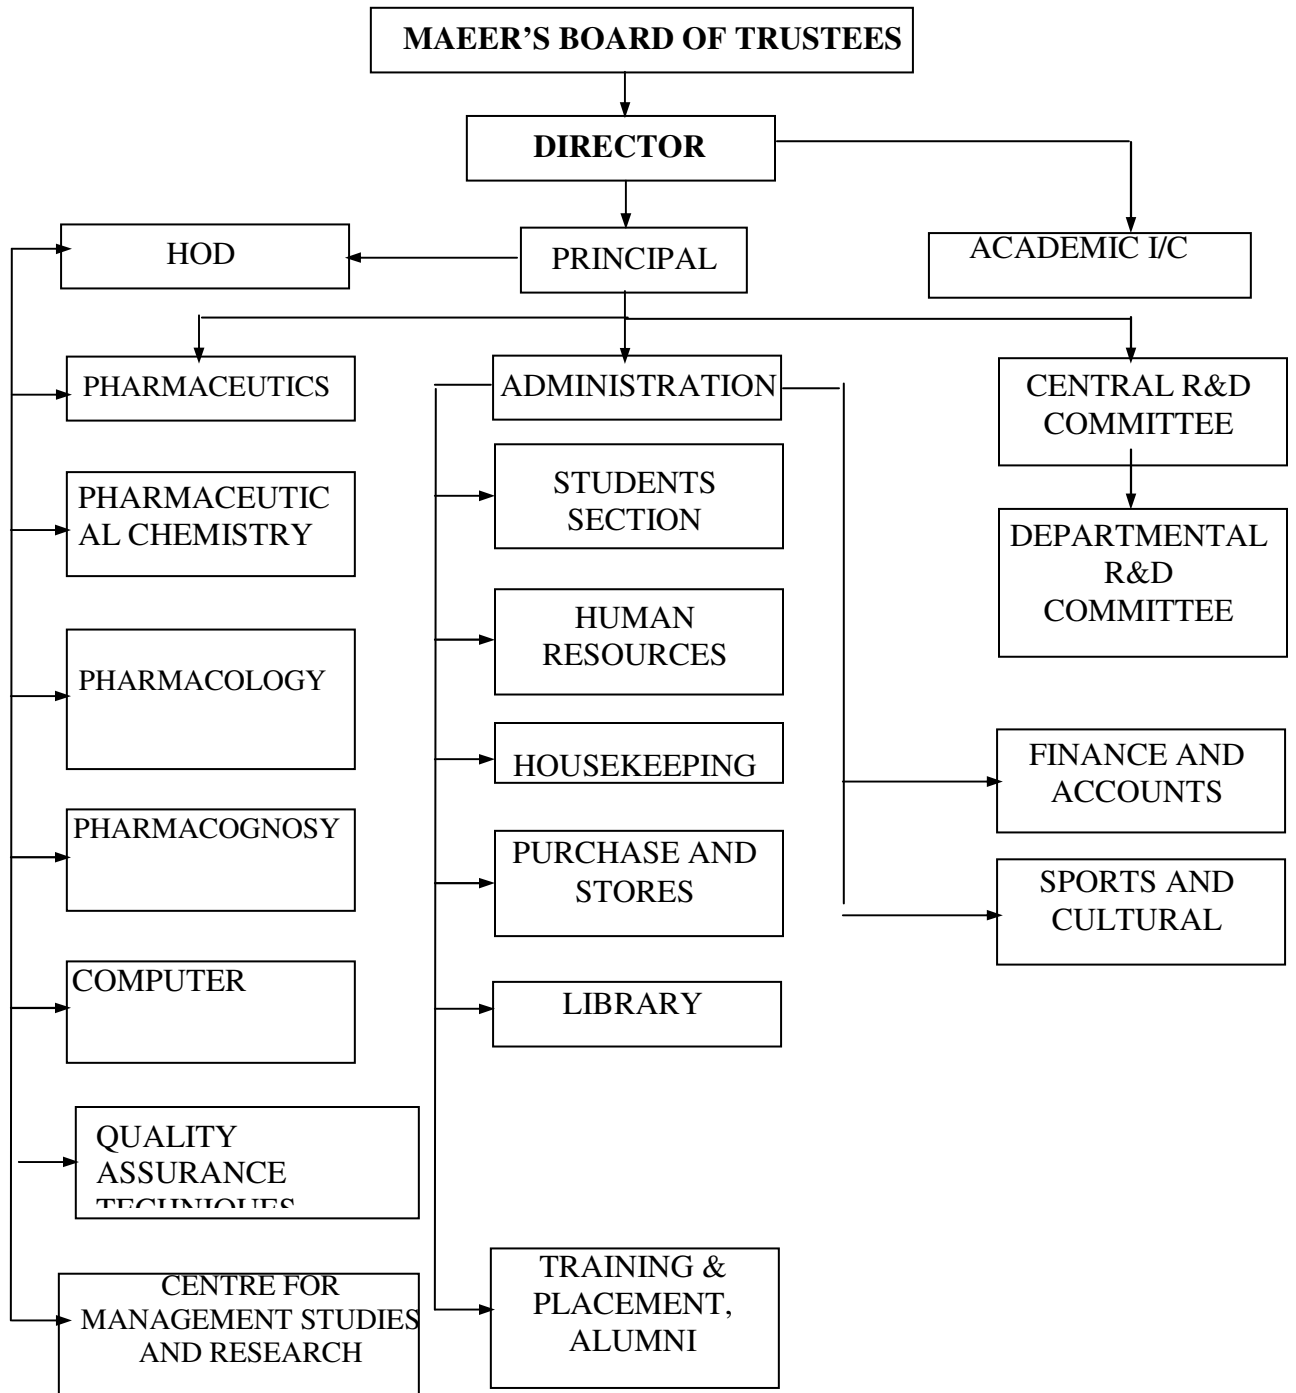 MAEER’S BOARD OF TRUSTEES
DIRECTOR
HOD
PRINCIPAL
ACADEMIC I/C
PHARMACEUTICS
ADMINISTRATION
CENTRAL R&D
COMMITTEE
PHARMACEUTIC
AL CHEMISTRY
STUDENTS
SECTION
DEPARTMENTAL
R&D
COMMITTEE
PHARMACOLOGY
HUMAN
RESOURCES
HOUSEKEEPING
FINANCE AND
ACCOUNTS
PHARMACOGNOSY
PURCHASE AND
STORES
SPORTS AND
CULTURAL
COMPUTER
LIBRARY
QUALITY
ASSURANCE
TECHNIQUES
CENTRE FOR
MANAGEMENT STUDIES
AND RESEARCH
TRAINING &
PLACEMENT,
ALUMNI